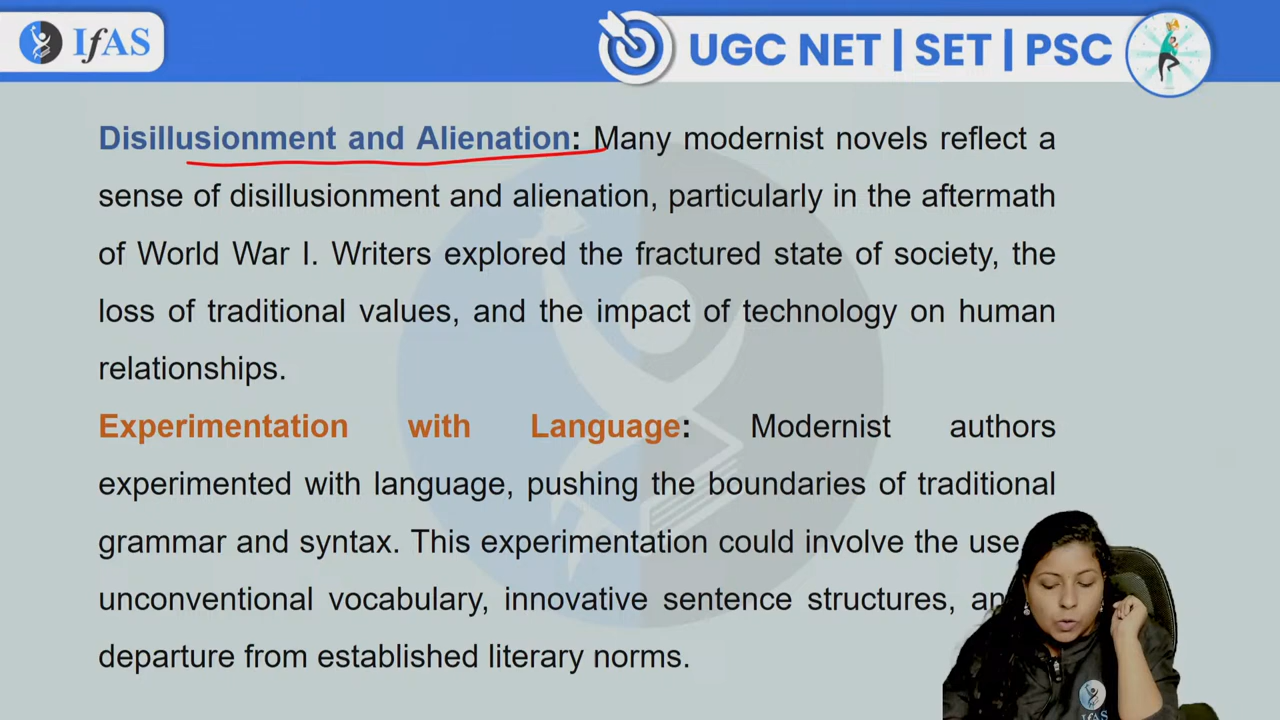 IfAS
UGC NET | SET | PSC
Disillusionment and Alienation: Many modernist novels reflect a
sense of disillusionment and alienation, particularly in the aftermath
of World War I. Writers explored the fractured state of society, the
loss of traditional values, and the impact of technology on human
relationships.
Experimentation with Language: Modernist authors
experimented with language, pushing the boundaries of traditional
grammar and syntax. This experimentation could involve the use
unconventional vocabulary, innovative sentence structures,
departure from established literary norms.
IfAS